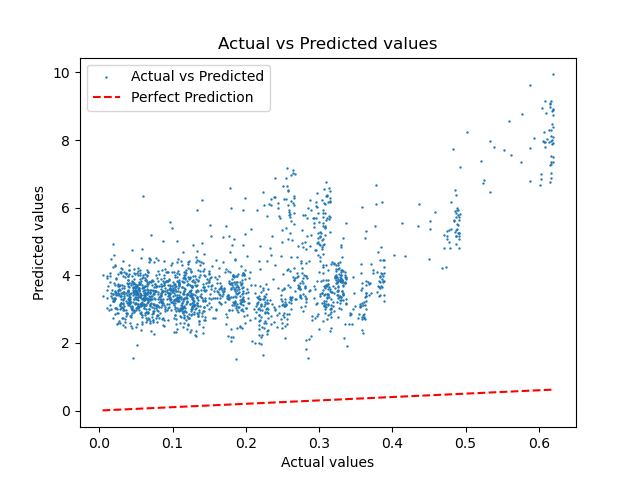 Actual vs Predicted values
Actual vs Predicted
Perfect Prediction
Predicted values
10
8
6
4
2
0
0.0 0.1 0.2 0.3 0.4 0.5 0.6
Actual values